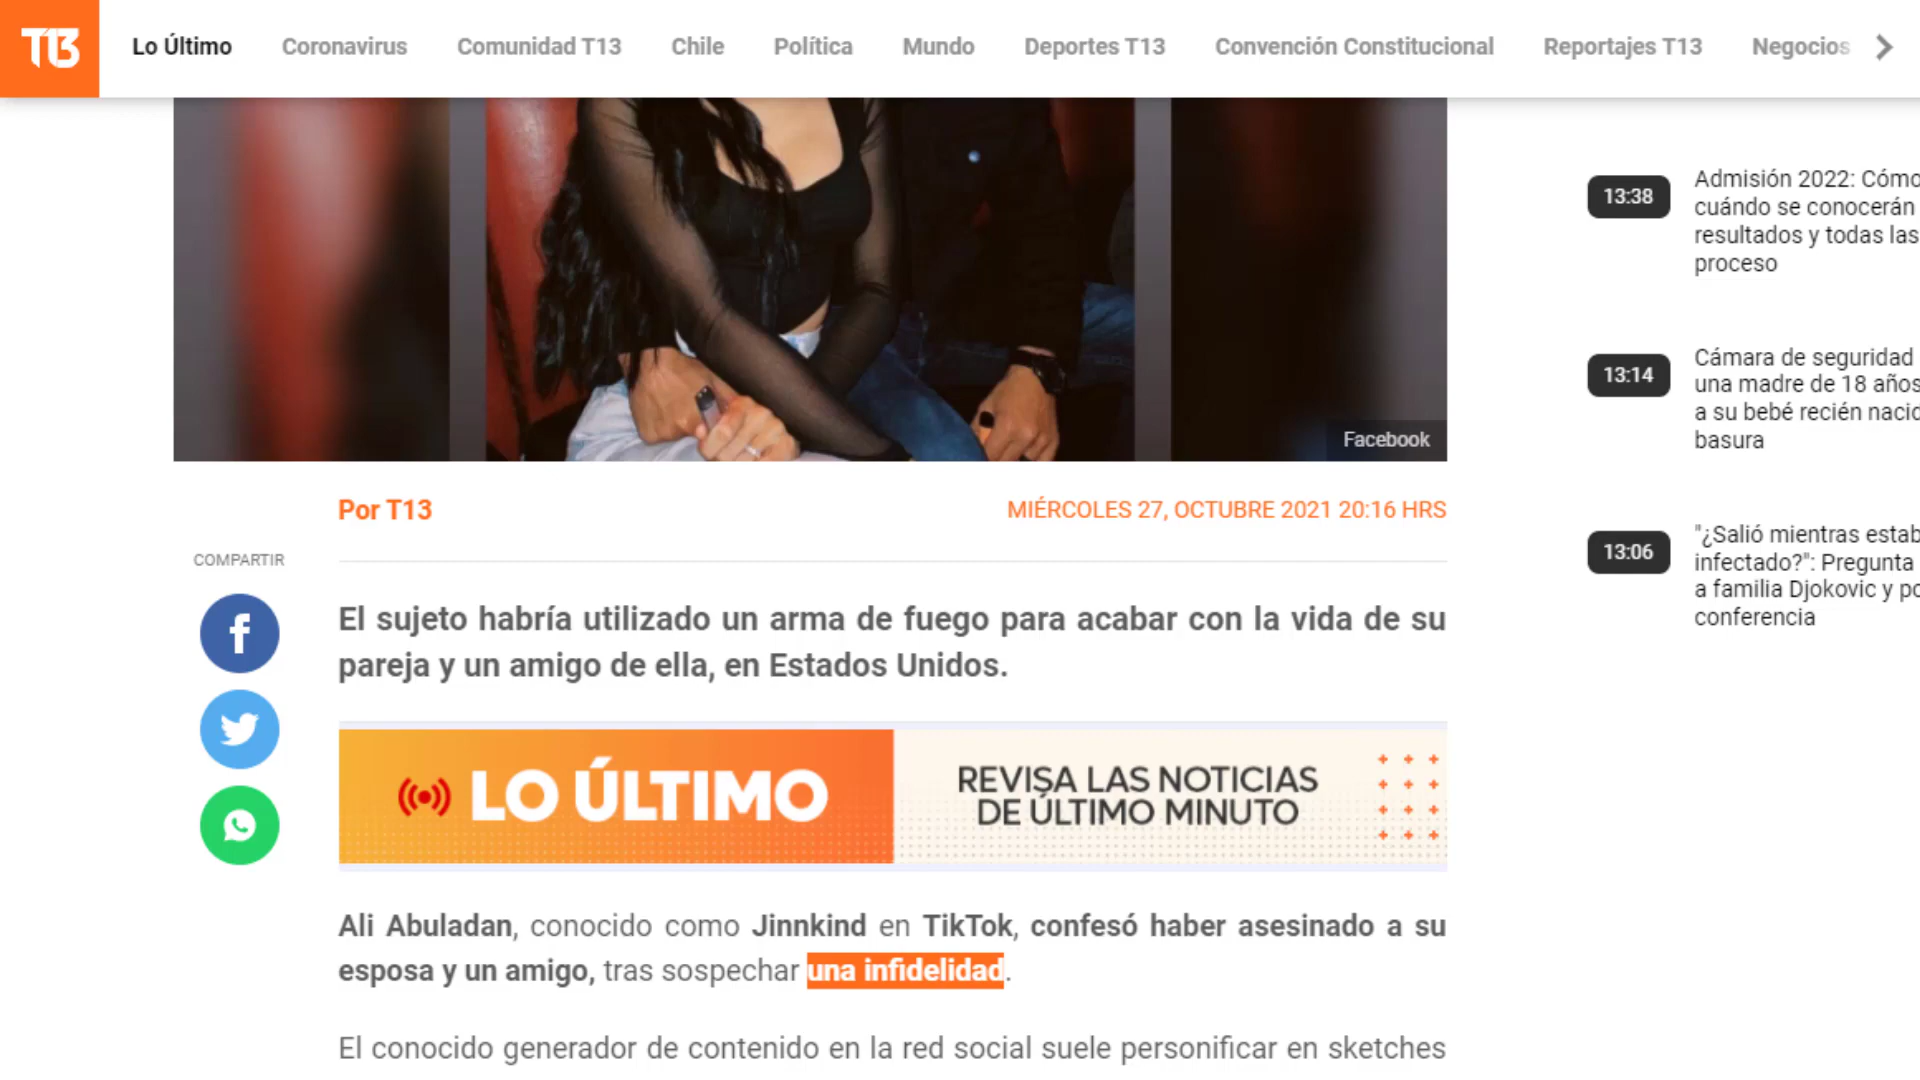 T13
Lo Último
Coronavirus
Comunidad T13
Chile
Política
Mundo
Deportes T13
Convención Constitucional
Reportajes T13
Negocios
Facebook
Por T13
MIÉRCOLES 27, OCTUBRE 2021 20:16 HRS
COMPARTIR
El sujeto habría utilizado un arma de fuego para acabar con la vida de su
pareja y un amigo de ella, en Estados Unidos.
LO ÚLTIMO
REVISA LAS NOTICIAS
DE ÚLTIMO MINUTO
Ali Abuladan, conocido como Jinnkind en TikTok, confesó haber asesinado a su
esposa y un amigo, tras sospechar una infidelidad.
El conocido generador de contenido en la red social suele personificar en sketches
13:38
Admisión 2022: Cómo
cuándo se conocerán
resultados y todas las
proceso
13:14
Cámara de seguridad
una madre de 18 años
a su bebé recién nacid
basura
13:06
"¿Salió mientras estab
infectado?": Pregunta
a familia Djokovic y po
conferencia